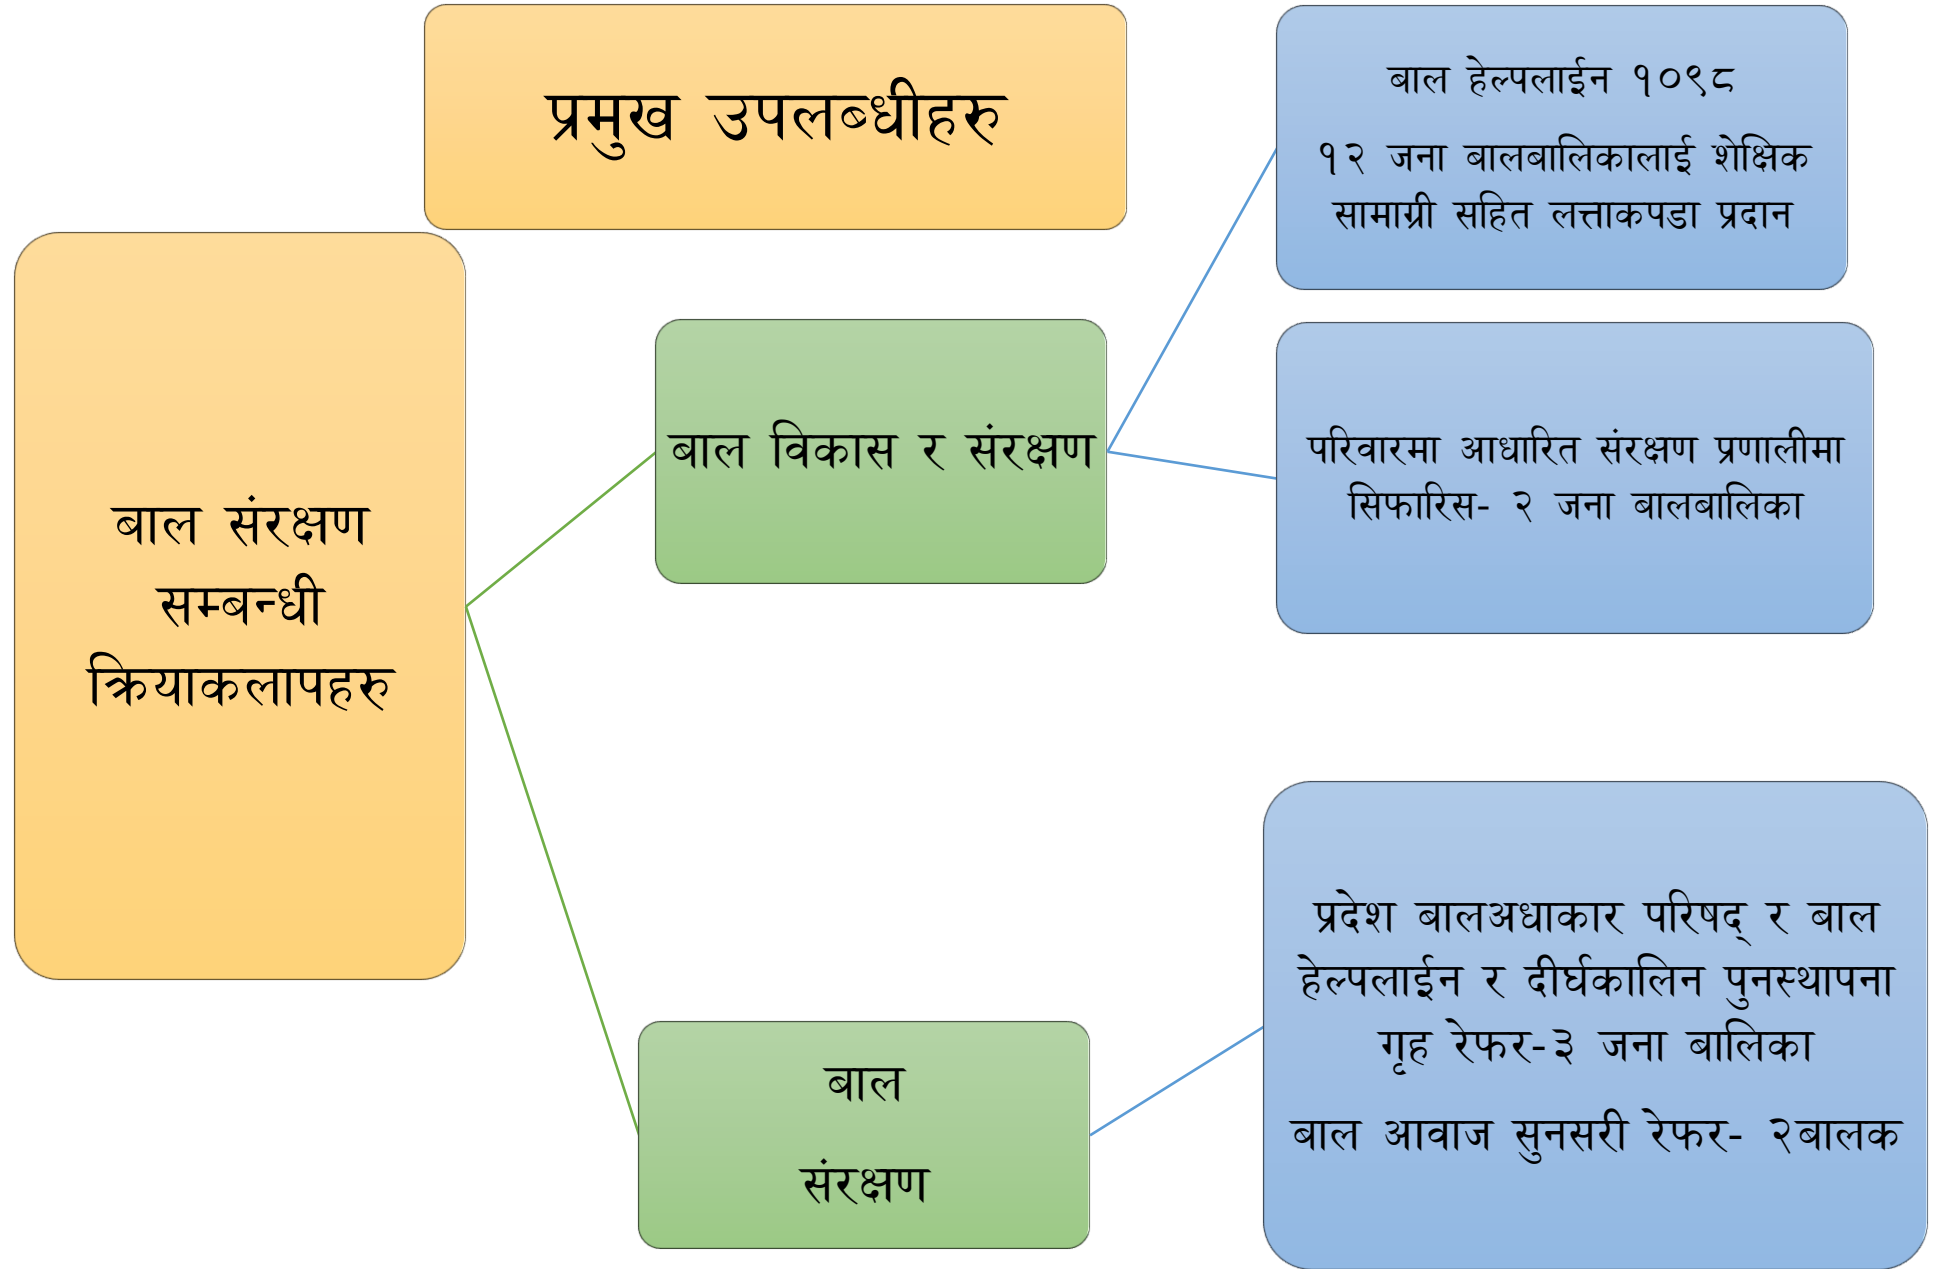 प्रमुख उपलब्धीहरु
बाल संरक्षण
सम्बन्धी
क्रियाकलापहरु
बाल विकास र संरक्षण
बाल हेल्पलाईन १०९८
१२ जना बालबालिकालाई शेक्षिक
सामाग्री सहित लत्ताकपडा प्रदान
परिवारमा आधारित संरक्षण प्रणालीमा
सिफारिस- २ जना बालबालिका
बाल
संरक्षण
प्रदेश बालअधाकार परिषद् र बाल
हेल्पलाईन र दीर्घकालिन पुनस्थापना
गृह रेफर-३ जना बालिका
बाल आवाज सुनसरी रेफर- २बालक